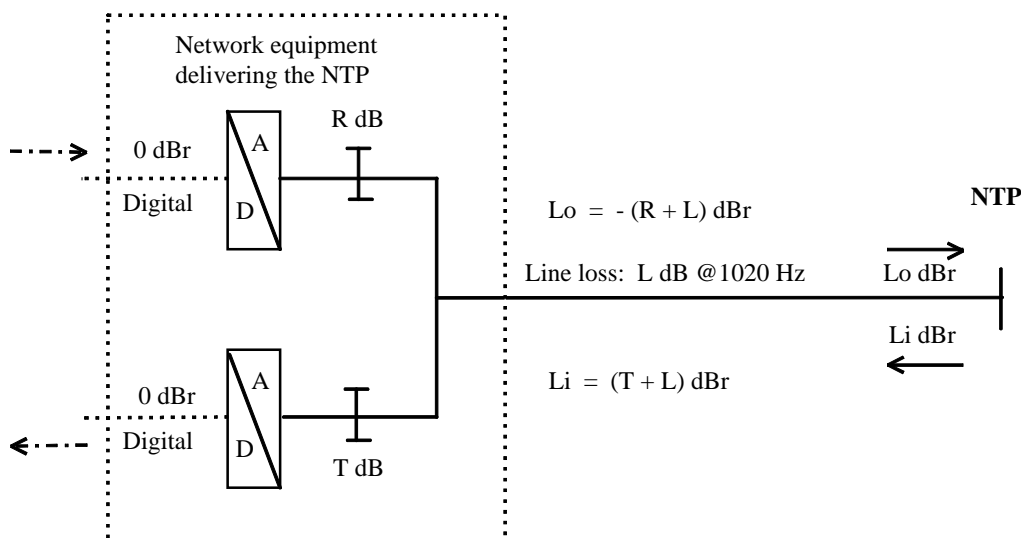 Network equipment
delivering the NTP
R dB
0 dBr
A
Digital
D
NTP
Lo = - (R + L) dBr
Line loss: L dB @1020 Hz
Lo dBr
Li dBr
Li = (T + L) dBr
0 dBr
A
Digital
D
T dB